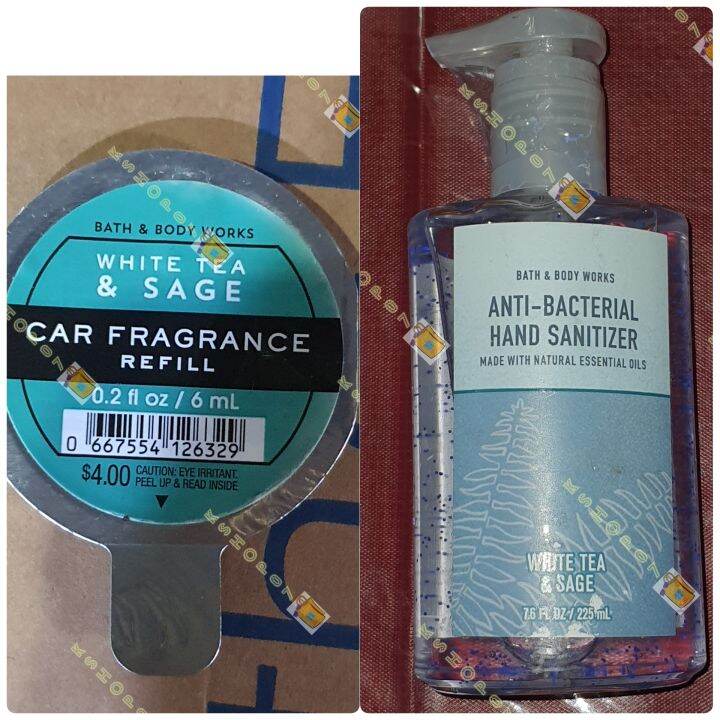 BATH & BODY WORKS
WHITE TEA
& SAGE
CAR FRAGRANCE
REFILL
0.2 fl oz / 6 mL
0 667554 126329
$4.00 CAUTION: EYE IRRITANT.
PEEL UP & READ INSIDE
BATH & BODY WORKS
ANTI-BACTERIAL
HAND SANITIZER
MADE WITH NATURAL ESSENTIAL OILS
WHITE TEA
& SAGE
7.6 FL OZ / 225 mL